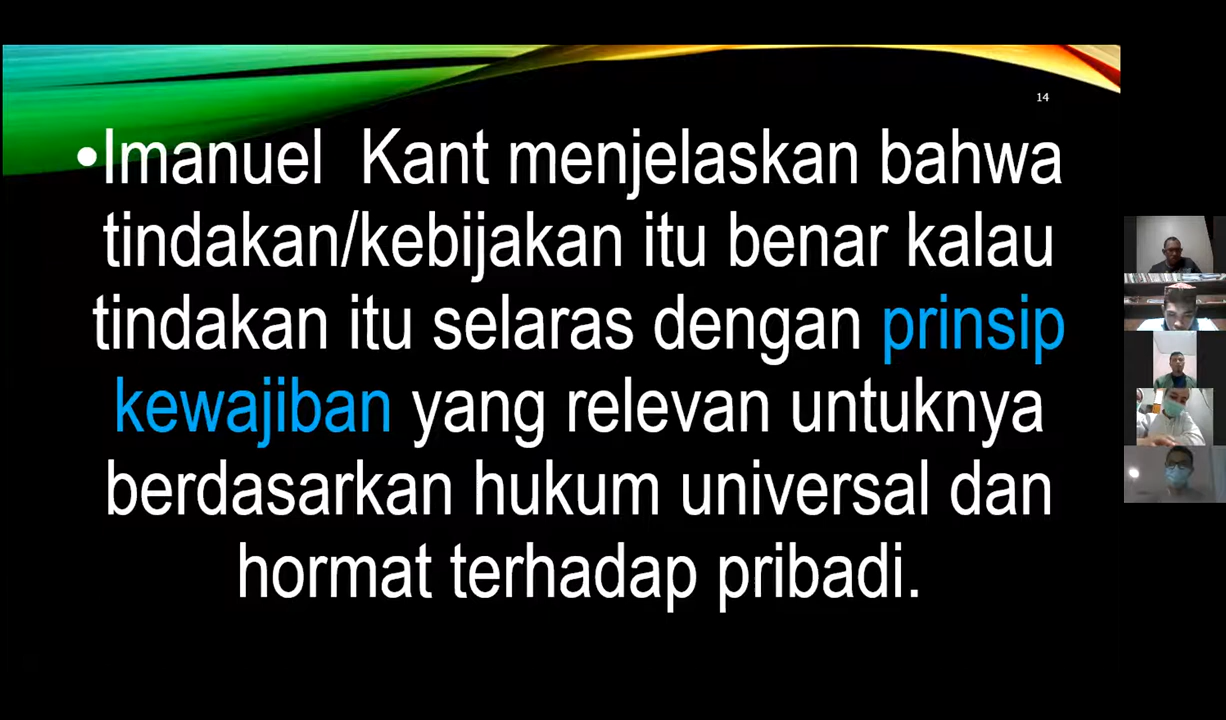 14
•Imanuel Kant menjelaskan bahwa
tindakan/kebijakan itu benar kalau
tindakan itu selaras dengan prinsip
kewajiban yang relevan untuknya
berdasarkan hukum universal dan
hormat terhadap pribadi.